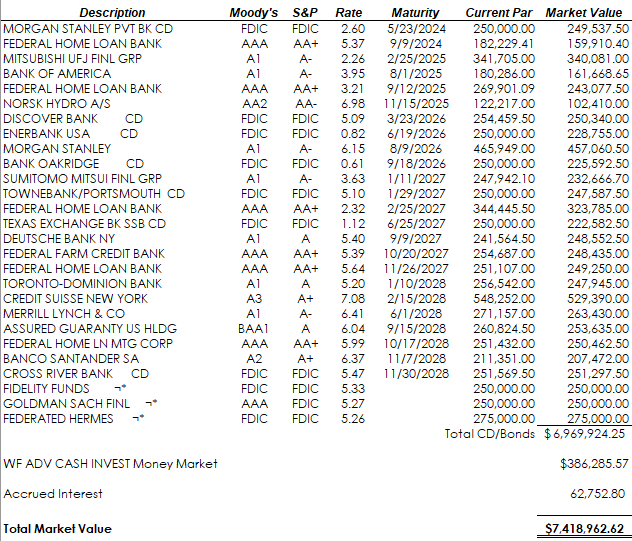 Description Moody's S&P Rate Maturity Current Par Market Value
MORGAN STANLEY PVT BK CD FDIC FDIC 2.60 5/23/2024 250,000.00 249,537.50
FEDERAL HOME LOAN BANK AAA AA+ 5.37 9/9/2024 182,229.41 159,910.40
MITSUBISHI UFJ FINL GRP A1 A- 2.26 2/25/2025 341,705.00 340,081.00
BANK OF AMERICA A1 A- 3.95 8/1/2025 180,286.00 161,668.65
FEDERAL HOME LOAN BANK AAA AA+ 3.21 9/12/2025 269,901.09 243,077.50
NORSK HYDRO A/S AA2 AA- 6.98 11/15/2025 122,217.00 102,410.00
DISCOVER BANK CD FDIC FDIC 5.09 3/23/2026 254,459.50 250,340.00
ENERBANK USA CD FDIC FDIC 0.82 6/19/2026 250,000.00 228,755.00
MORGAN STANLEY A1 A- 6.15 8/9/2026 465,949.00 457,060.50
BANK OAKRIDGE CD FDIC FDIC 0.61 9/18/2026 250,000.00 225,592.50
SUMITOMO MITSUI FINL GRP A1 A- 3.63 1/11/2027 247,942.10 232,666.70
TOWNEBANK/PORTSMOUTH CD FDIC FDIC 5.10 1/29/2027 250,000.00 247,587.50
FEDERAL HOME LOAN BANK AAA AA+ 2.32 2/25/2027 344,445.50 323,785.00
TEXAS EXCHANGE BK SSB CD FDIC FDIC 1.12 6/25/2027 250,000.00 222,582.50
DEUTSCHE BANK NY A1 A 5.40 9/9/2027 241,564.50 248,552.50
FEDERAL FARM CREDIT BANK AAA AA+ 5.39 10/20/2027 254,687.00 248,435.00
FEDERAL HOME LOAN BANK AAA AA+ 5.64 11/26/2027 251,107.00 249,250.00
TORONTO-DOMINION BANK A1 A 5.20 1/10/2028 256,542.00 247,945.00
CREDIT SUISSE NEW YORK A3 A+ 7.08 2/15/2028 548,252.00 529,390.00
MERRILL LYNCH & CO A1 A- 6.41 6/1/2028 271,157.00 263,430.00
ASSURED GUARANTY US HLDG BAA1 A 6.04 9/15/2028 260,824.50 253,635.00
FEDERAL HOME LN MTG CORP AAA AA+ 5.99 10/17/2028 251,432.00 250,462.50
BANCO SANTANDER SA A2 A+ 6.37 11/7/2028 211,351.00 207,472.00
CROSS RIVER BANK CD FDIC FDIC 5.47 11/30/2028 251,569.50 251,297.50
FIDELITY FUNDS ¬* FDIC FDIC 5.33 250,000.00 250,000.00
GOLDMAN SACH FINL ¬* AAA FDIC 5.27 250,000.00 250,000.00
FEDERATED HERMES ¬* FDIC FDIC 5.26 275,000.00 275,000.00
Total CD/Bonds $6,969,924.25
WF ADV CASH INVEST Money Market $386,285.57
Accrued Interest 62,752.80
Total Market Value $7,418,962.62